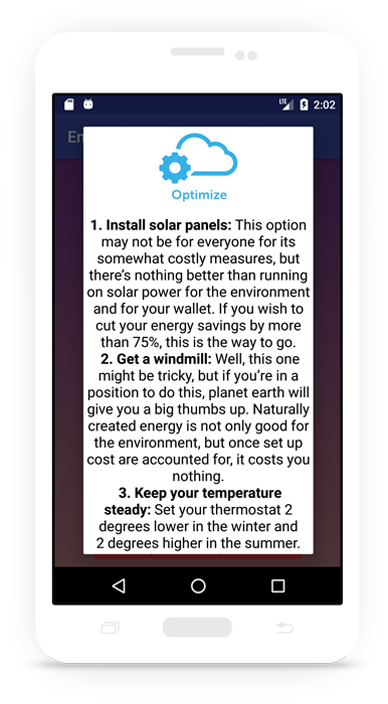 LTE 2:02
En
Optimize
1. Install solar panels: This option
may not be for everyone for its
somewhat costly measures, but
there's nothing better than running
on solar power for the environment
and for your wallet. If you wish to
cut your energy savings by more
than 75%, this is the way to go.
2. Get a windmill: Well, this one
might be tricky, but if you're in a
position to do this, planet earth will
give you a big thumbs up. Naturally
created energy is not only good for
the environment, but once set up
cost are accounted for, it costs you
nothing.
3. Keep your temperature
steady: Set your thermostat 2
degrees lower in the winter and
2 degrees higher in the summer.